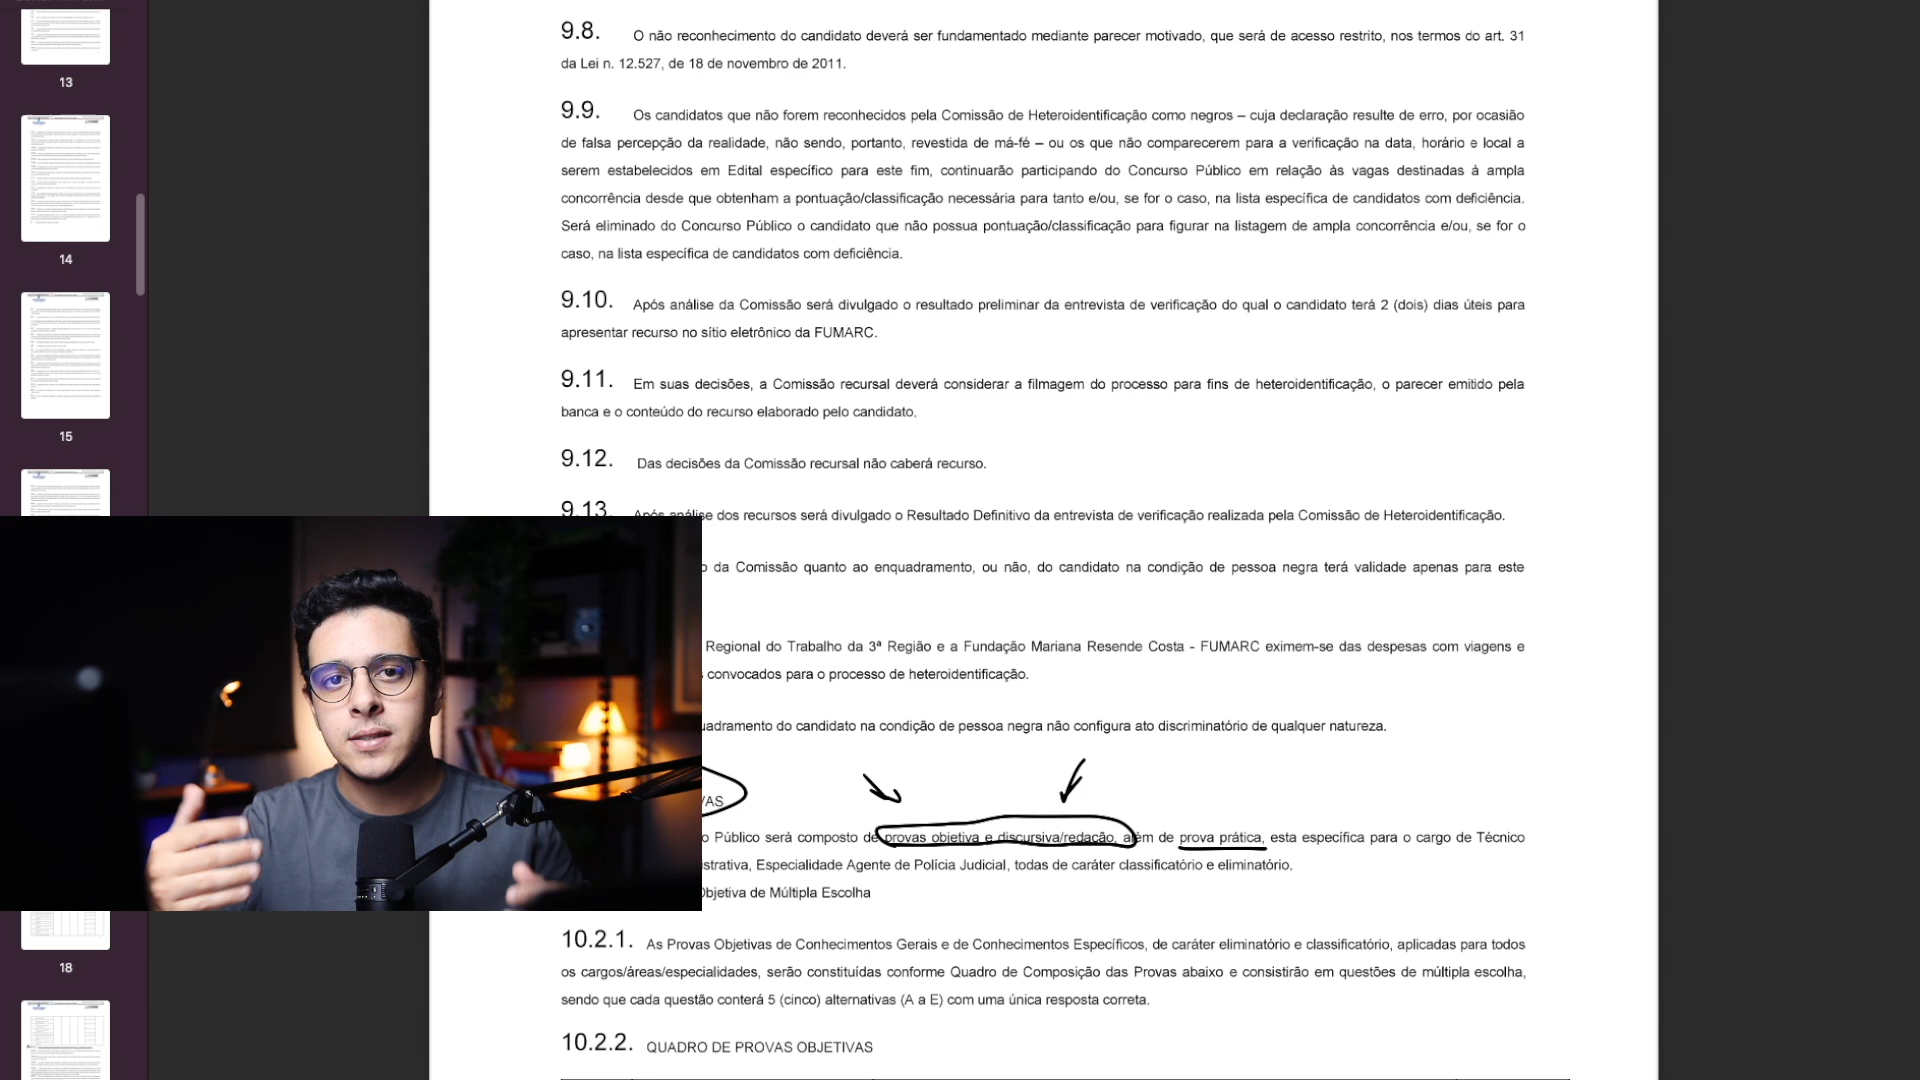 13
14
15
18
9.8. O não reconhecimento do candidato deverá ser fundamentado mediante parecer motivado, que será de acesso restrito, nos termos do art. 31
da Lei n. 12.527, de 18 de novembro de 2011.
9.9. Os candidatos que não forem reconhecidos pela Comissão de Heteroidentificação como negros – cuja declaração resulte de erro, por ocasião
de falsa percepção da realidade, não sendo, portanto, revestida de má-fé – ou os que não comparecerem para a verificação na data, horário e local a
serem estabelecidos em Edital específico para este fim, continuarão participando do Concurso Público em relação às vagas destinadas à ampla
concorrência desde que obtenham a pontuação/classificação necessária para tanto e/ou, se for o caso, na lista específica de candidatos com deficiência.
Será eliminado do Concurso Público o candidato que não possua pontuação/classificação para figurar na listagem de ampla concorrência e/ou, se for o
caso, na lista específica de candidatos com deficiência.
9.10. Após análise da Comissão será divulgado o resultado preliminar da entrevista de verificação do qual o candidato terá 2 (dois) dias úteis para
apresentar recurso no sítio eletrônico da FUMARC.
9.11. Em suas decisões, a Comissão recursal deverá considerar a filmagem do processo para fins de heteroidentificação, o parecer emitido pela
banca e o conteúdo do recurso elaborado pelo candidato.
9.12. Das decisões da Comissão recursal não caberá recurso.
9.13. Após análise dos recursos será divulgado o Resultado Definitivo da entrevista de verificação realizada pela Comissão de Heteroidentificação.
o da Comissão quanto ao enquadramento, ou não, do candidato na condição de pessoa negra terá validade apenas para este
Regional do Trabalho da 3ª Região e a Fundação Mariana Resende Costa - FUMARC eximem-se das despesas com viagens e
convocados para o processo de heteroidentificação.
uadramento do candidato na condição de pessoa negra não configura ato discriminatório de qualquer natureza.
VAS
o Público será composto de provas objetiva e discursiva/redação, além de prova prática, esta específica para o cargo de Técnico
istrativa, Especialidade Agente de Polícia Judicial, todas de caráter classificatório e eliminatório.
Objetiva de Múltipla Escolha
10.2.1. As Provas Objetivas de Conhecimentos Gerais e de Conhecimentos Específicos, de caráter eliminatório e classificatório, aplicadas para todos
os cargos/áreas/especialidades, serão constituídas conforme Quadro de Composição das Provas abaixo e consistirão em questões de múltipla escolha,
sendo que cada questão conterá 5 (cinco) alternativas (A a E) com uma única resposta correta.
10.2.2. QUADRO DE PROVAS OBJETIVAS